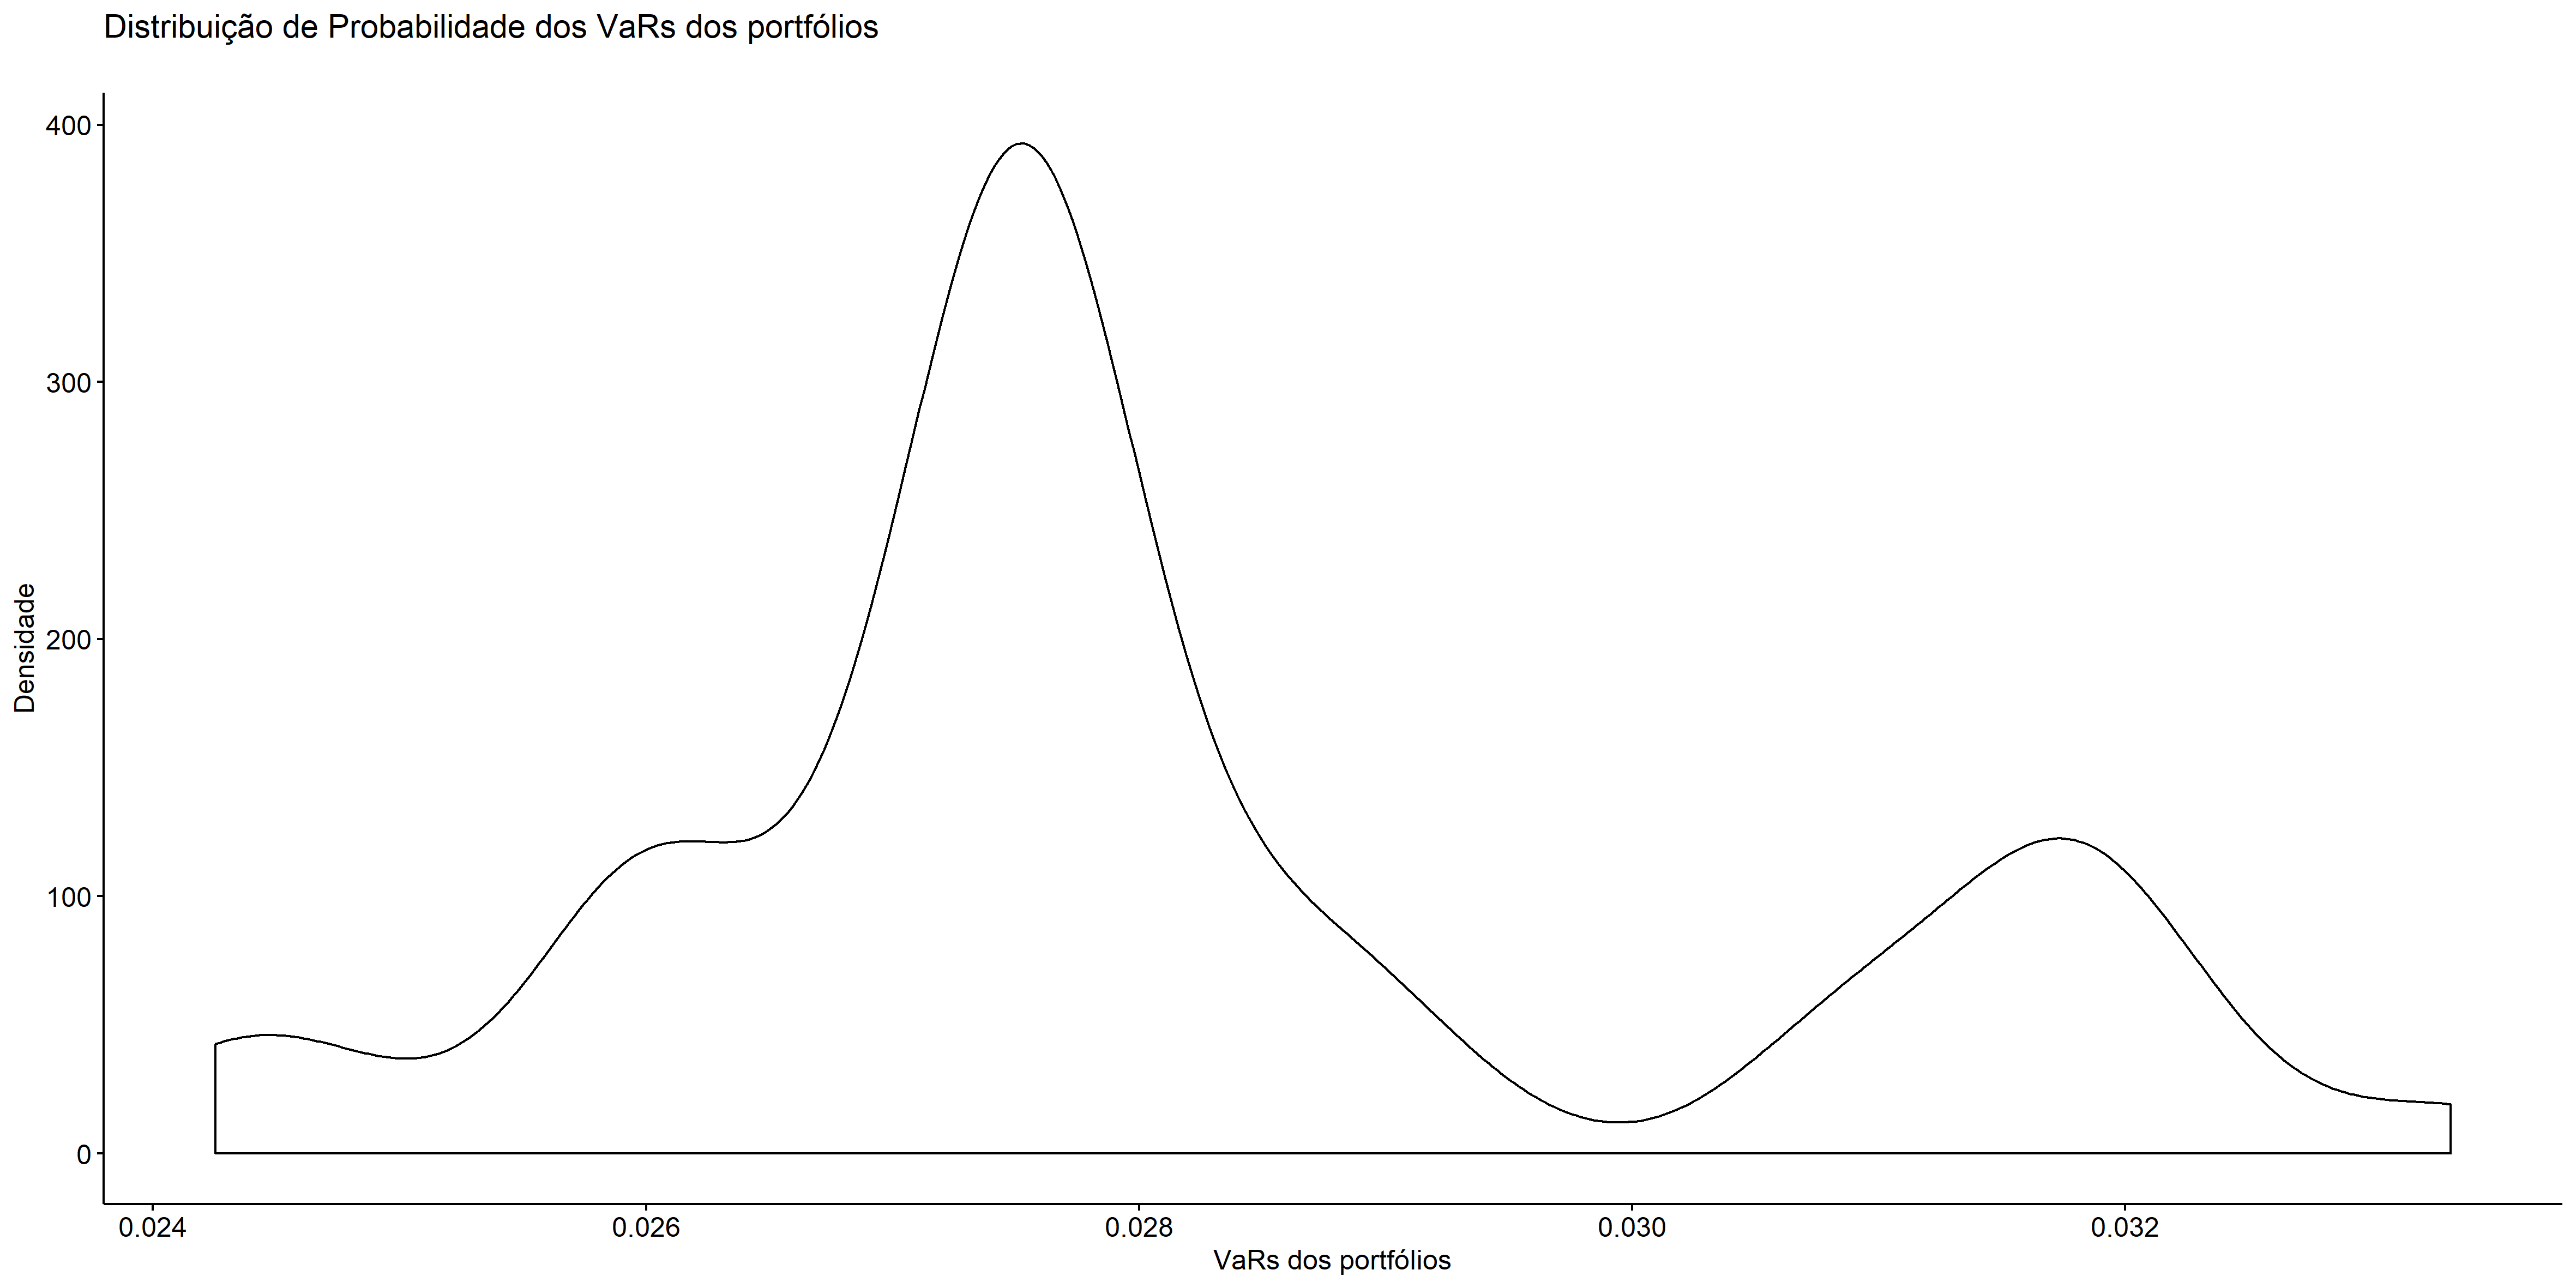 Distribuição de Probabilidade dos VaRs dos portfólios
400
300
200
100
0
Densidade
0.024 0.026 0.028 0.030 0.032
VaRs dos portfólios